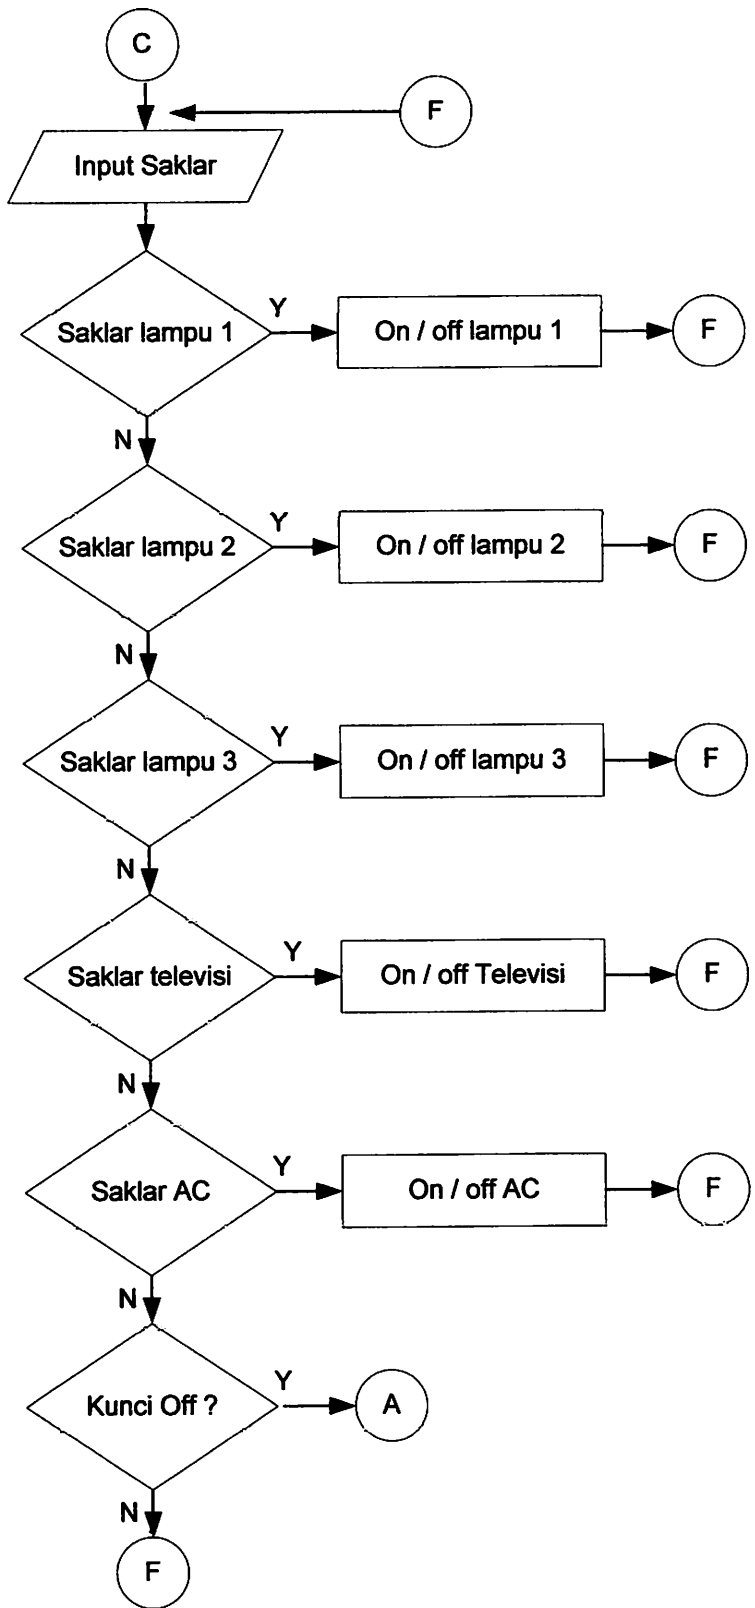 C
F
Input Saklar
Saklar lampu 1
Y
On / off lampu 1
F
N
Saklar lampu 2
Y
On / off lampu 2
F
N
Saklar lampu 3
Y
On / off lampu 3
F
N
Saklar televisi
Y
On / off Televisi
F
N
Saklar AC
Y
On / off AC
F
N
Kunci Off ?
Y
A
N
F